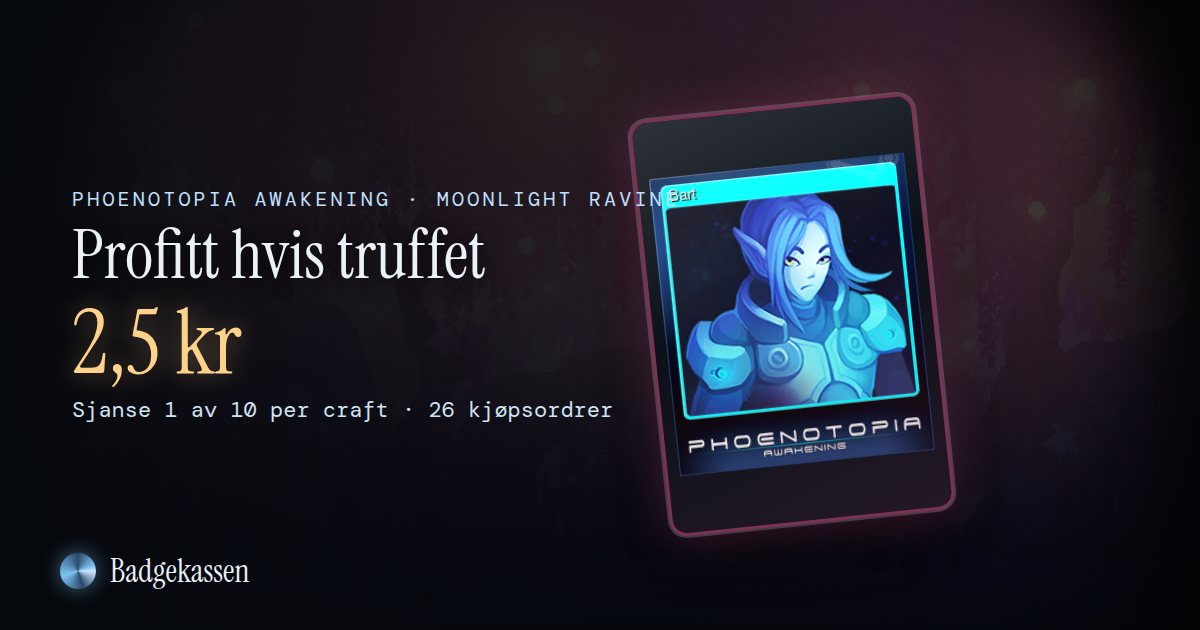 PHOENOTOPIA AWAKENING · MOONLIGHT RAVIN
Profitt hvis truffet
2,5 kr
Sjanse 1 av 10 per craft · 26 kjøpsordrer
Bart
PHOENOTOPIA
AWAKENING
Badgekassen